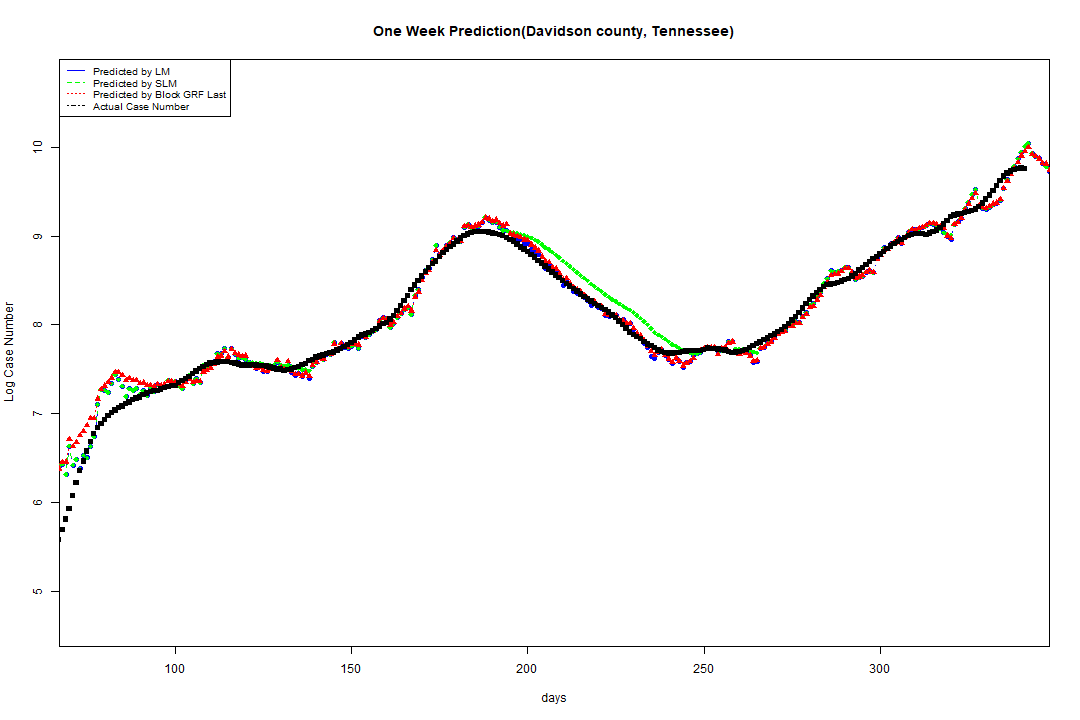 One Week Prediction(Davidson county, Tennessee)
Predicted by LM
Predicted by SLM
Predicted by Block GRF Last
Actual Case Number
10
9
8
7
6
5
Log Case Number
100 150 200 250 300
days